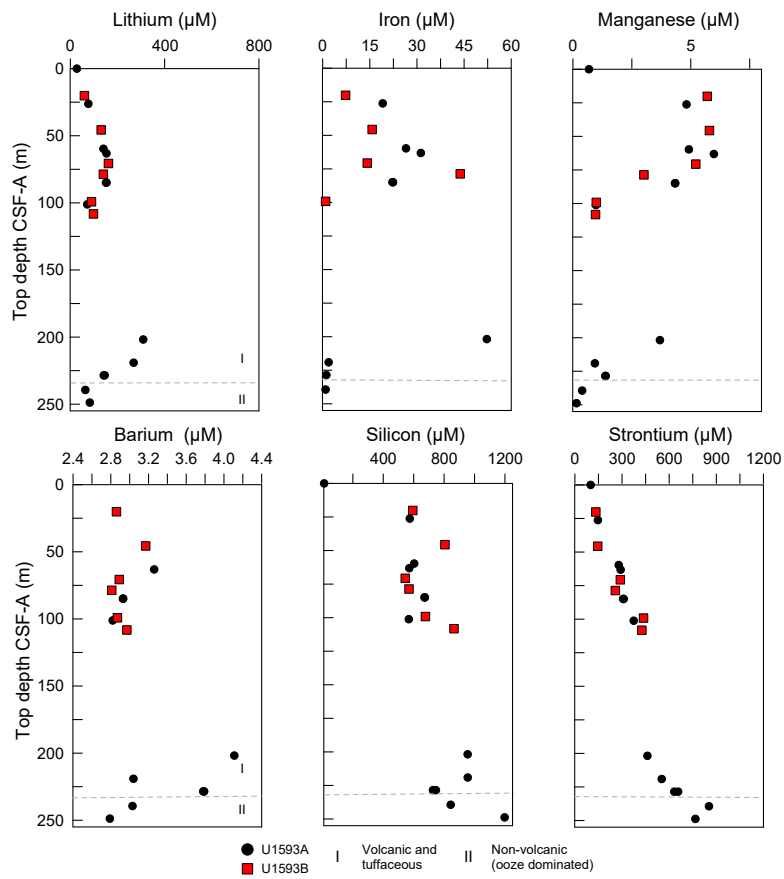 Lithium (µM)
Iron (µM)
Manganese (µM)
0 400 800
0 15 30 45 60
0 5
Top depth CSF-A (m)
0
50
100
150
200
250
I
II
Barium (µM)
Silicon (µM)
Strontium (µM)
2.4 2.8 3.2 3.6 4.0 4.4
400 800 1200
0 300 600 900 1200
Top depth CSF-A (m)
0
50
100
150
200
250
I
II
U1593A
U1593B
I Volcanic and
tuffaceous
II Non-volcanic
(ooze dominated)